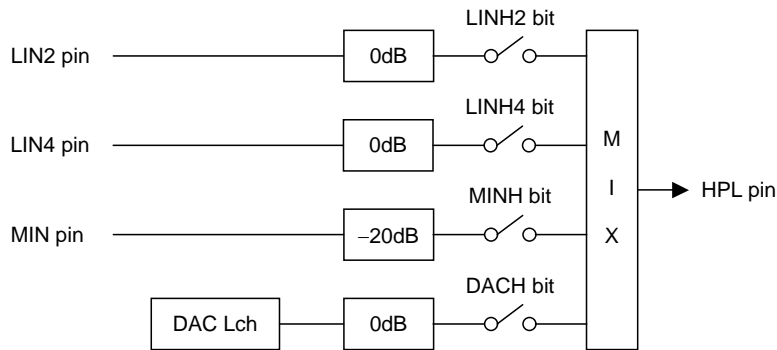 LINH2 bit
LIN2 pin
0dB
LINH4 bit
LIN4 pin
0dB
M
I
X
HPL pin
MINH bit
MIN pin
−20dB
DACH bit
DAC Lch
0dB